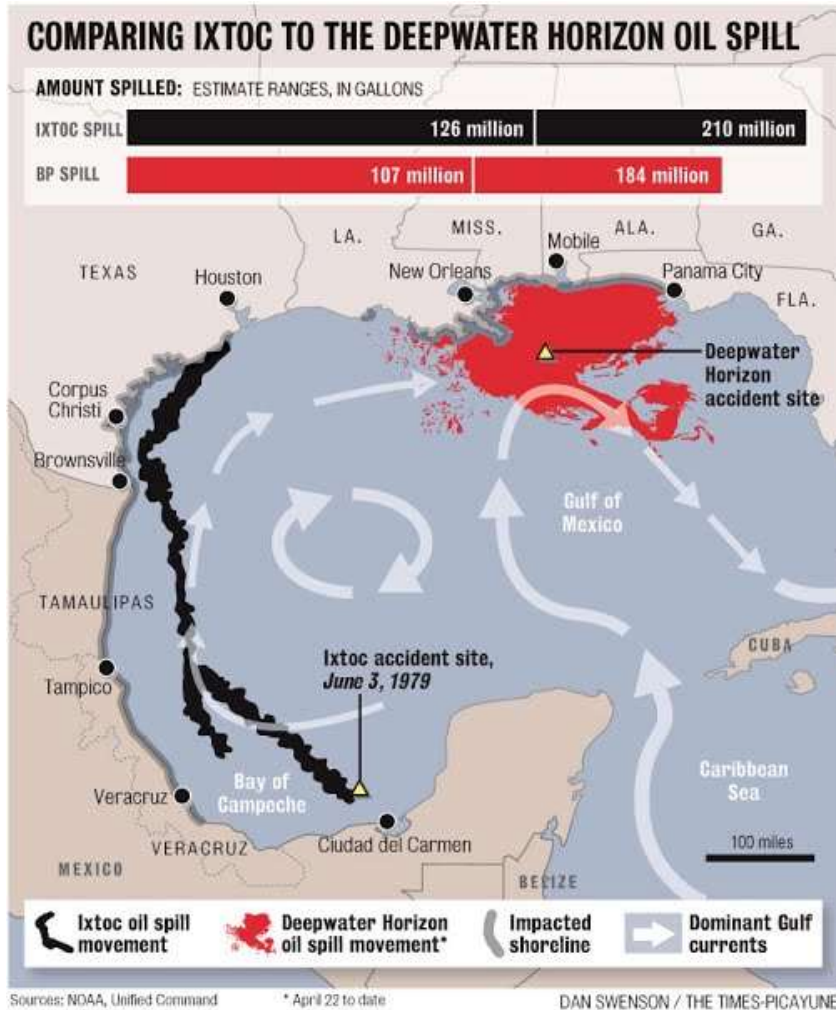 COMPARING IXTOC TO THE DEEPWATER HORIZON OIL SPILL
AMOUNT SPILLED: ESTIMATE RANGES, IN GALLONS
IXTOC SPILL 126 million 210 million
BP SPILL 107 million 184 million
LA. MISS. ALA. GA.
Mobile
TEXAS Houston New Orleans Panama City
FLA.
Deepwater
Horizon
accident site
Corpus
Christi
Brownsville
Gulf of
Mexico
TAMAULIPAS
CUBA
Ixtoc accident site,
June 3, 1979
Tampico
Bay of
Campeche
Caribbean
Sea
Veracruz
VERACRUZ Ciudad del Carmen
100 miles
MEXICO
BELIZE
Ixtoc oil spill
movement
Deepwater Horizon
oil spill movement*
Impacted
shoreline
Dominant Gulf
currents
Sources: NOAA, Unified Command * April 22 to date DAN SWENSON / THE TIMES-PICAYUNE